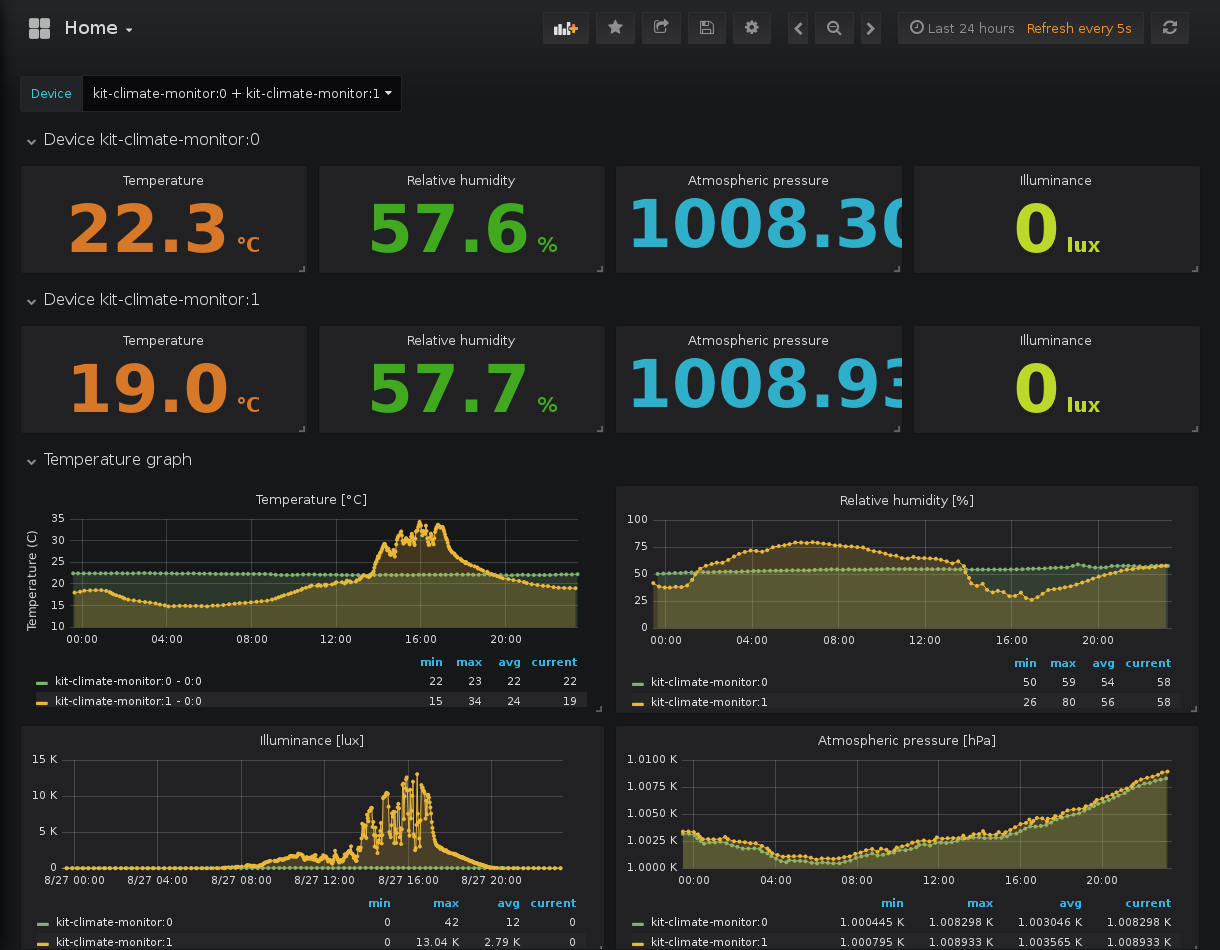 Home
Last 24 hours Refresh every 5s
Device kit-climate-monitor:0 + kit-climate-monitor:1
Device kit-climate-monitor:0
Temperature Relative humidity Atmospheric pressure Illuminance
22.3 °C 57.6 % 1008.30 0 lux
Device kit-climate-monitor:1
Temperature Relative humidity Atmospheric pressure Illuminance
19.0 °C 57.7 % 1008.93 0 lux
Temperature graph
Temperature [°C]
Temperature (C)
35
30
25
20
15
10
00:00 04:00 08:00 12:00 16:00 20:00
min max avg current
kit-climate-monitor:0 - 0:0 22 23 22 22
kit-climate-monitor:1 - 0:0 15 34 24 19
Relative humidity [%]
100
75
50
25
0
00:00 04:00 08:00 12:00 16:00 20:00
min max avg current
kit-climate-monitor:0 50 59 54 58
kit-climate-monitor:1 26 80 56 58
Illuminance [lux]
15 K
10 K
5 K
0
8/27 00:00 8/27 04:00 8/27 08:00 8/27 12:00 8/27 16:00 8/27 20:00
min max avg current
kit-climate-monitor:0 0 42 12 0
kit-climate-monitor:1 0 13.04 K 2.79 K 0
Atmospheric pressure [hPa]
1.0100 K
1.0075 K
1.0050 K
1.0025 K
1.0000 K
00:00 04:00 08:00 12:00 16:00 20:00
min max avg current
kit-climate-monitor:0 1.000445 K 1.008298 K 1.003046 K 1.008298 K
kit-climate-monitor:1 1.000795 K 1.008933 K 1.003565 K 1.008933 K